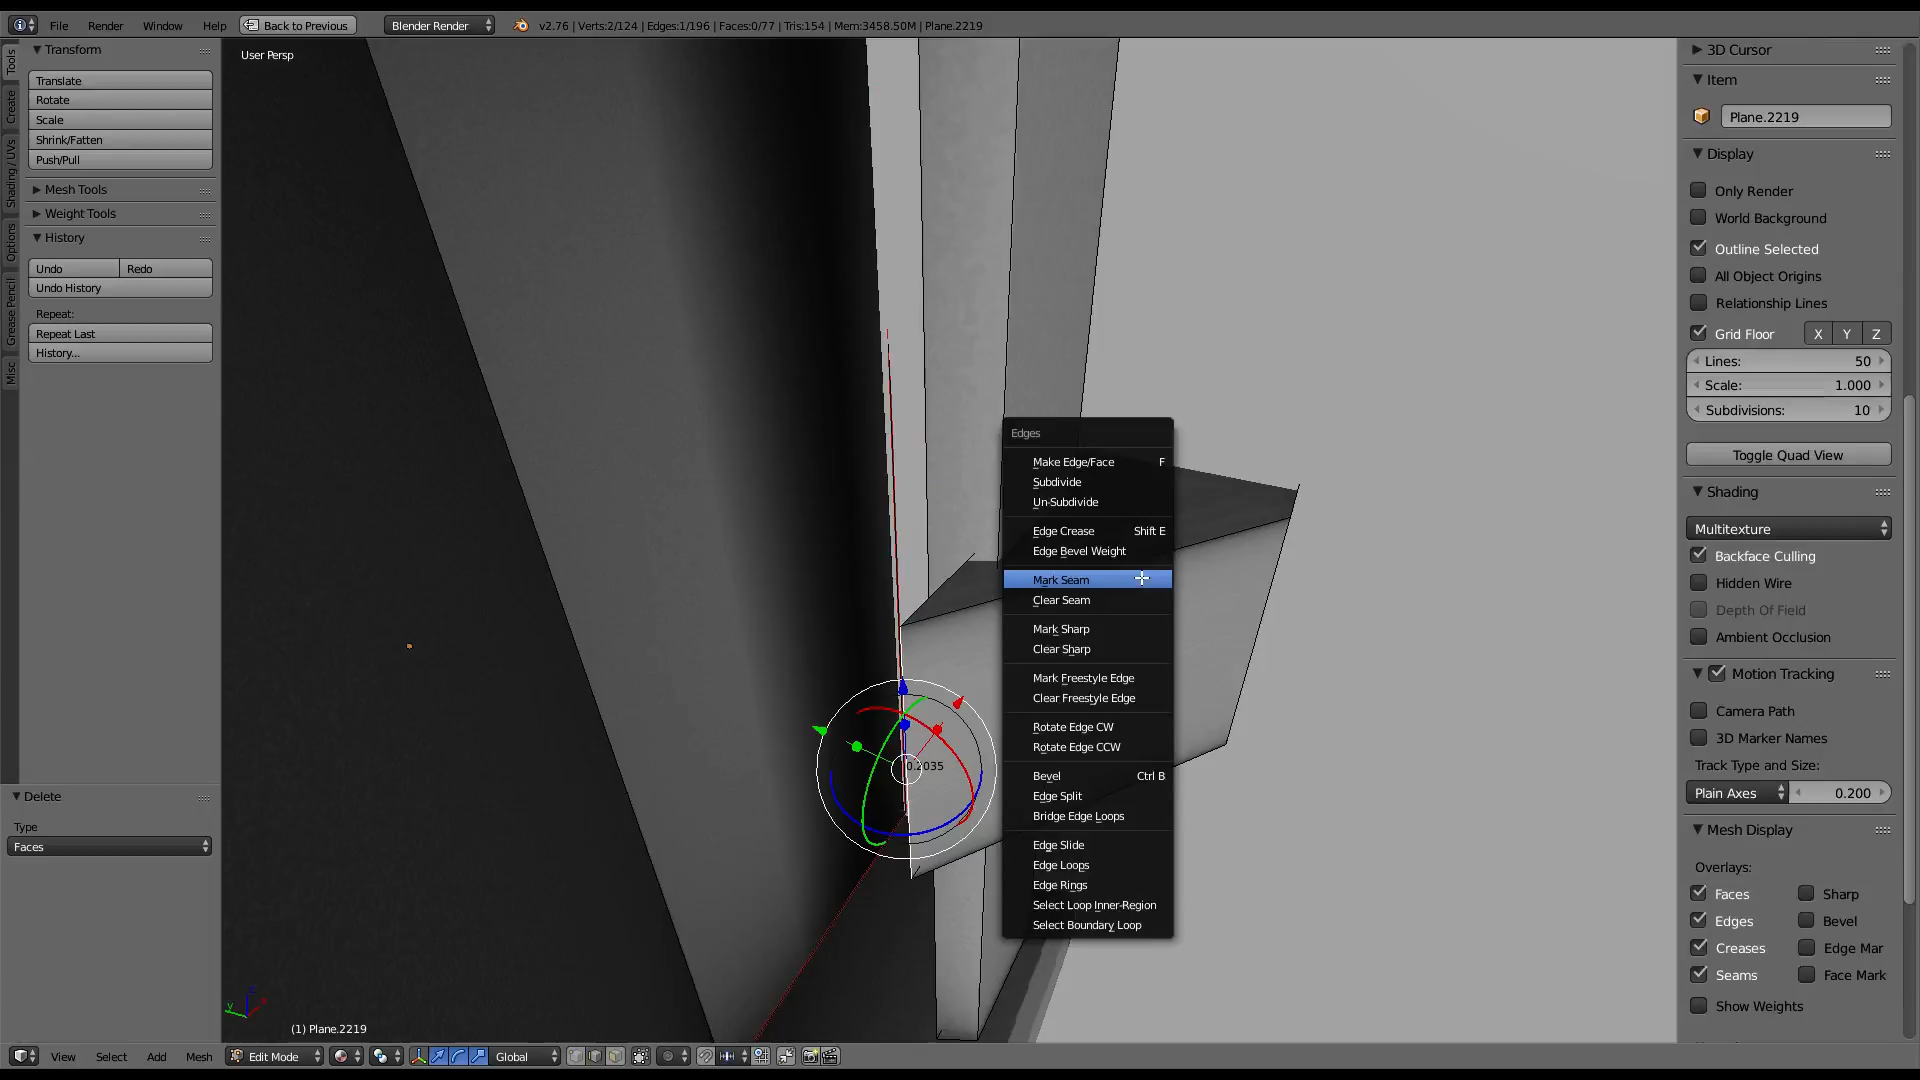 File Render Window Help Back to Previous Blender Render v2.76 | Verts:2/124 | Edges:1/196 | Faces:0/77 | Tris:154 | Mem:3458.50M | Plane.2219
Tools
Create
Shading / UVs
Options
Grease Pencil
Misc
Transform
Translate
Rotate
Scale
Shrink/Fatten
Push/Pull
Mesh Tools
Weight Tools
History
Undo Redo
Undo History
Repeat:
Repeat Last
History...
Delete
Type
Faces
User Persp
0.2035
(1) Plane.2219
Edges
Make Edge/Face F
Subdivide
Un-Subdivide
Edge Crease Shift E
Edge Bevel Weight
Mark Seam
Clear Seam
Mark Sharp
Clear Sharp
Mark Freestyle Edge
Clear Freestyle Edge
Rotate Edge CW
Rotate Edge CCW
Bevel Ctrl B
Edge Split
Bridge Edge Loops
Edge Slide
Edge Loops
Edge Rings
Select Loop Inner-Region
Select Boundary Loop
3D Cursor
Item
Plane.2219
Display
Only Render
World Background
Outline Selected
All Object Origins
Relationship Lines
Grid Floor X Y Z
Lines: 50
Scale: 1.000
Subdivisions: 10
Toggle Quad View
Shading
Multitexture
Backface Culling
Hidden Wire
Depth Of Field
Ambient Occlusion
Motion Tracking
Camera Path
3D Marker Names
Track Type and Size:
Plain Axes 0.200
Mesh Display
Overlays:
Faces Sharp
Edges Bevel
Creases Edge Mar
Seams Face Mark
Show Weights
View Select Add Mesh Edit Mode Global